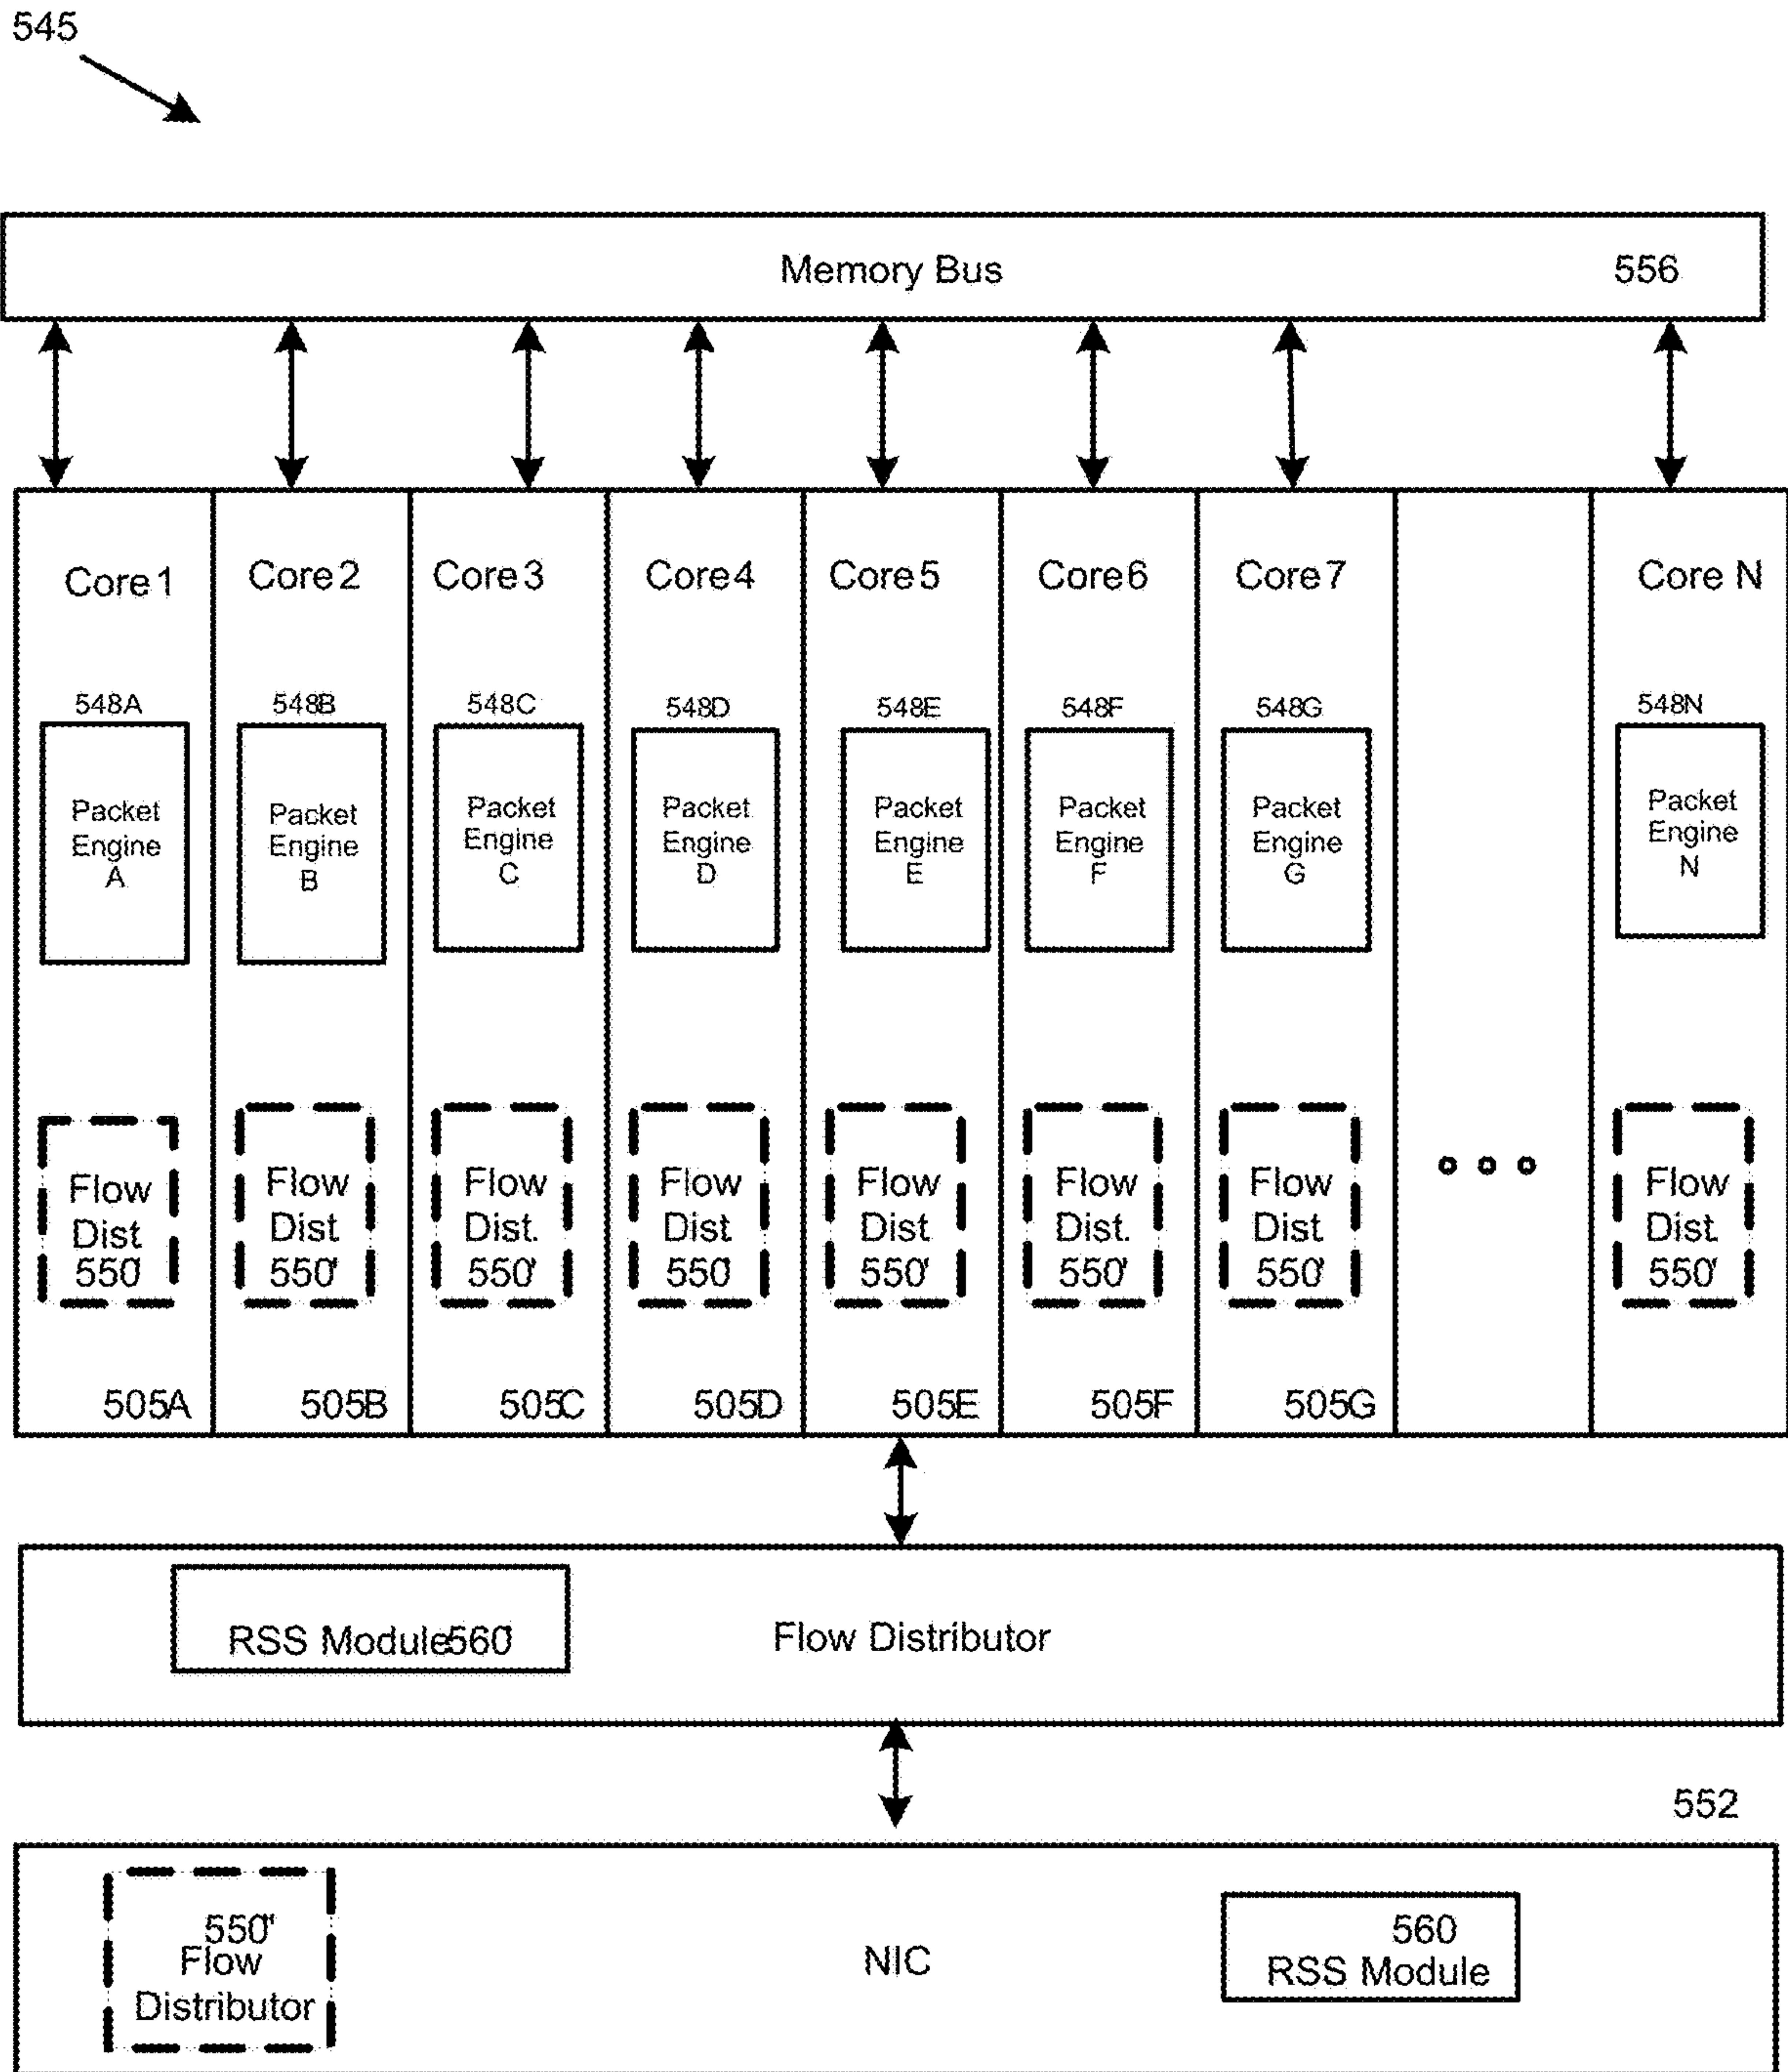 545
Memory Bus 556
Core 1 Core 2 Core 3 Core 4 Core 5 Core 6 Core 7 Core N
548A 548B 548C 548D 548E 548F 548G 548N
Packet Packet Packet Packet Packet Packet Packet Packet
Engine Engine Engine Engine Engine Engine Engine Engine
A B C D E F G N
Flow Flow Flow Flow Flow Flow Flow Flow
Dist Dist. Dist. Dist. Dist. Dist. Dist. Dist.
550' 550' 550' 550' 550' 550' 550' 550'
505A 505B 505C 505D 505E 505F 505G
RSS Module 560' Flow Distributor
552
550"
Flow
Distributor
NIC
560
RSS Module